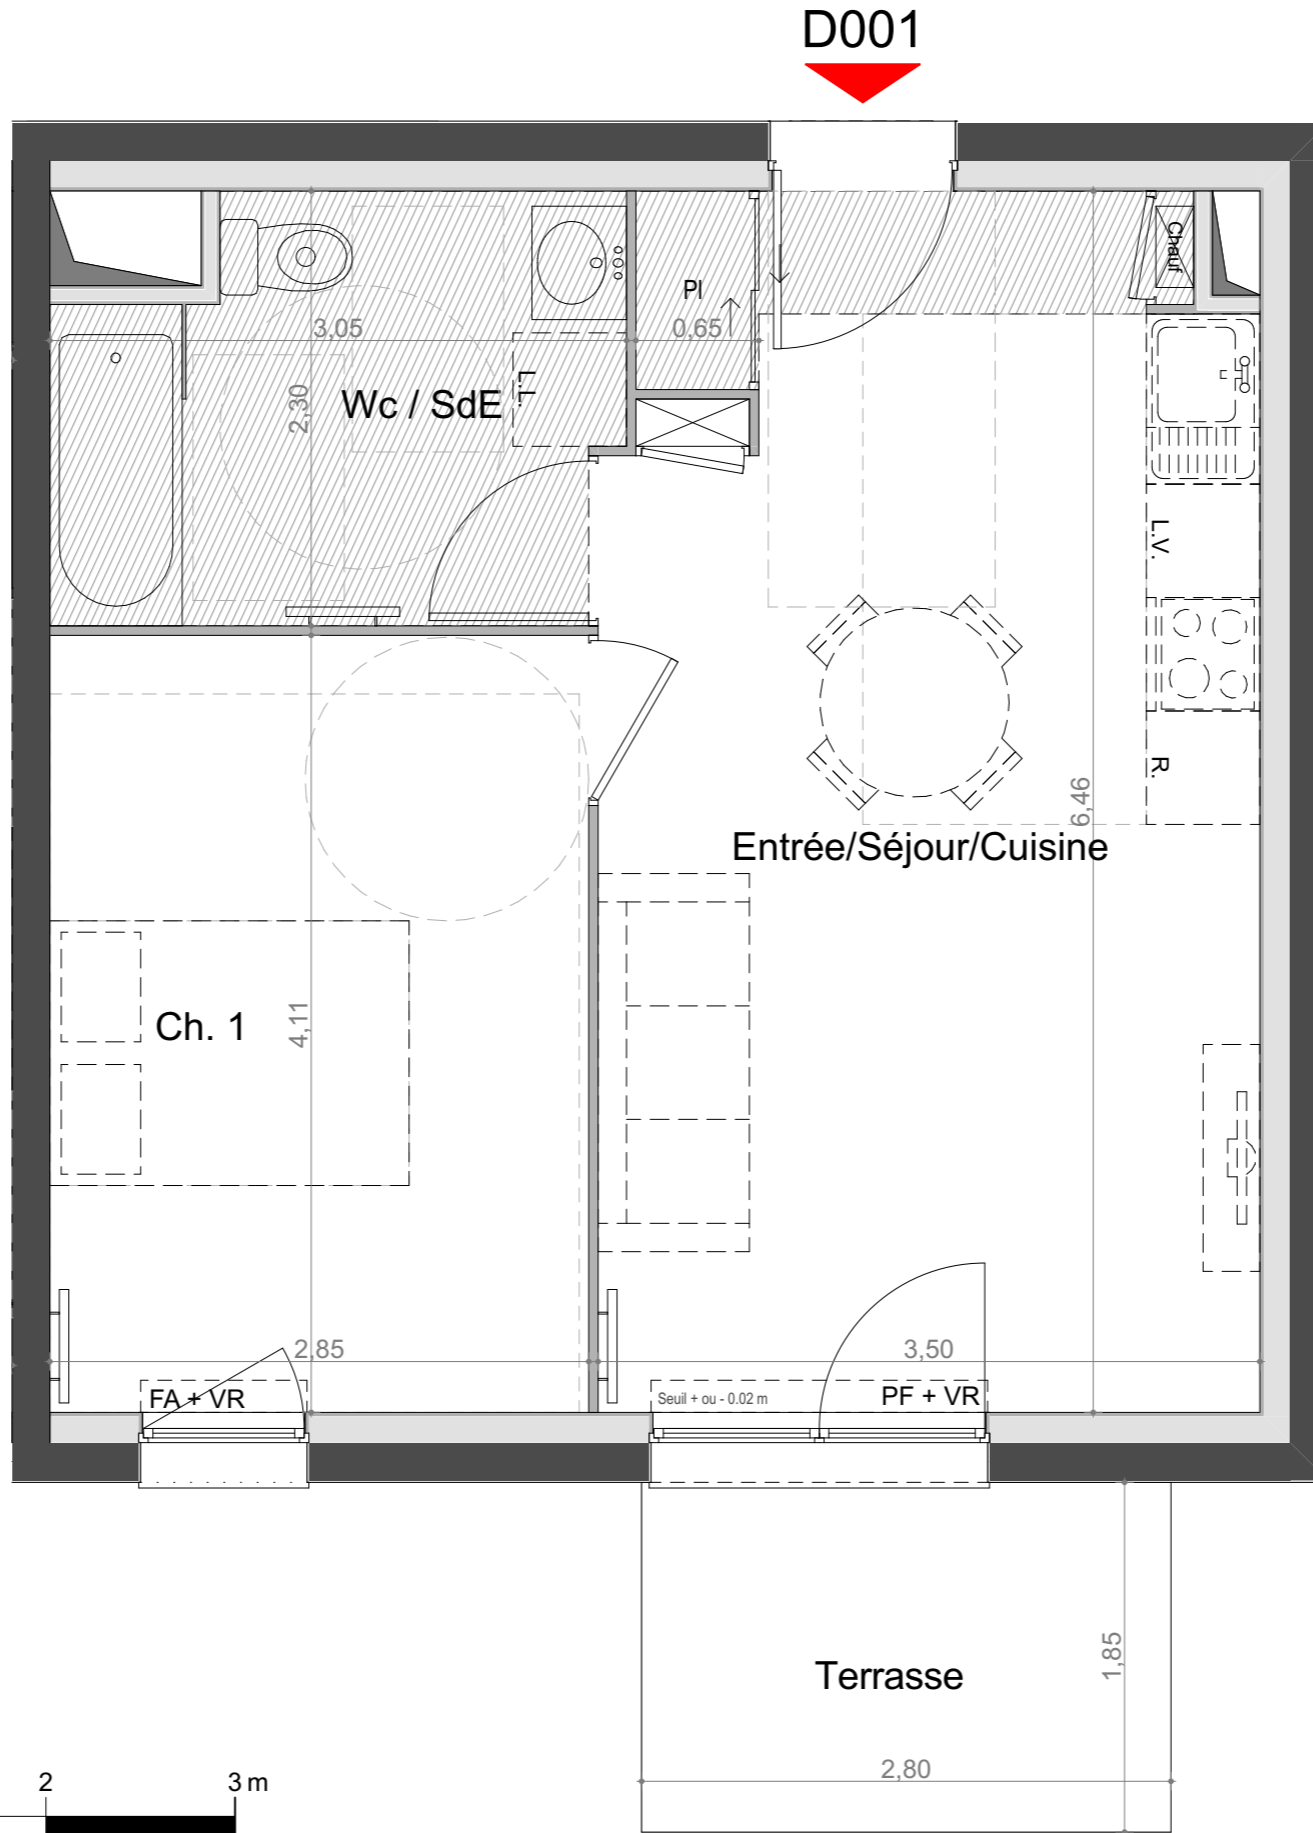 D001
Chauf
Pl
3,05
0,65
2,30
Wc / SdE
L.L.
L.V.
R.
6,46
Entrée/Séjour/Cuisine
Ch. 1
4,11
2,85
3,50
FA + VR
Seuil + ou - 0.02 m
PF + VR
Terrasse
1,85
2,80
2
3 m